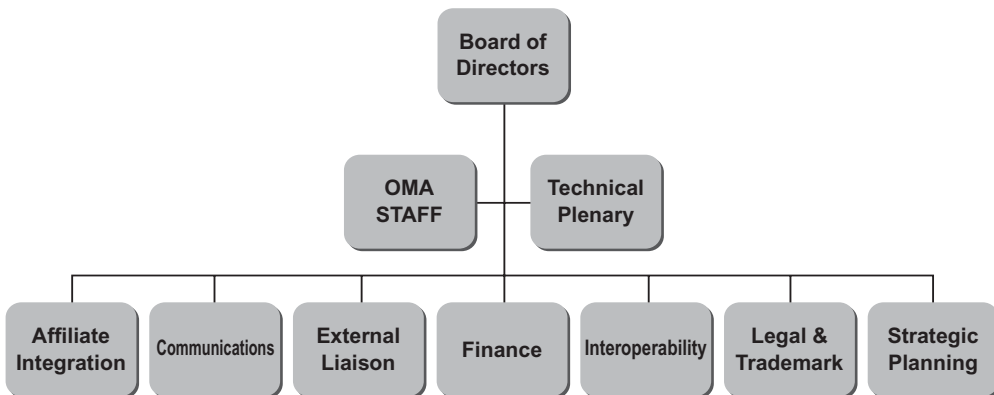 Board of
Directors
OMA
STAFF
Technical
Plenary
Affiliate
Integration
Communications
External
Liaison
Finance
Interoperability
Legal &
Trademark
Strategic
Planning